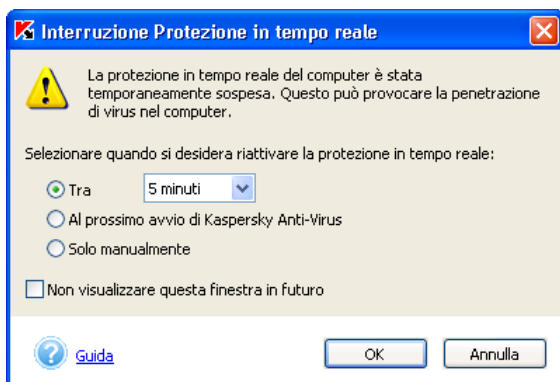 Interruzione Protezione in tempo reale
La protezione in tempo reale del computer è stata
temporaneamente sospesa. Questo può provocare la penetrazione
di virus nel computer.
Selezionare quando si desidera riattivare la protezione in tempo reale:
Tra 5 minuti
Al prossimo avvio di Kaspersky Anti-Virus
Solo manualmente
Non visualizzare questa finestra in futuro
Guida OK Annulla